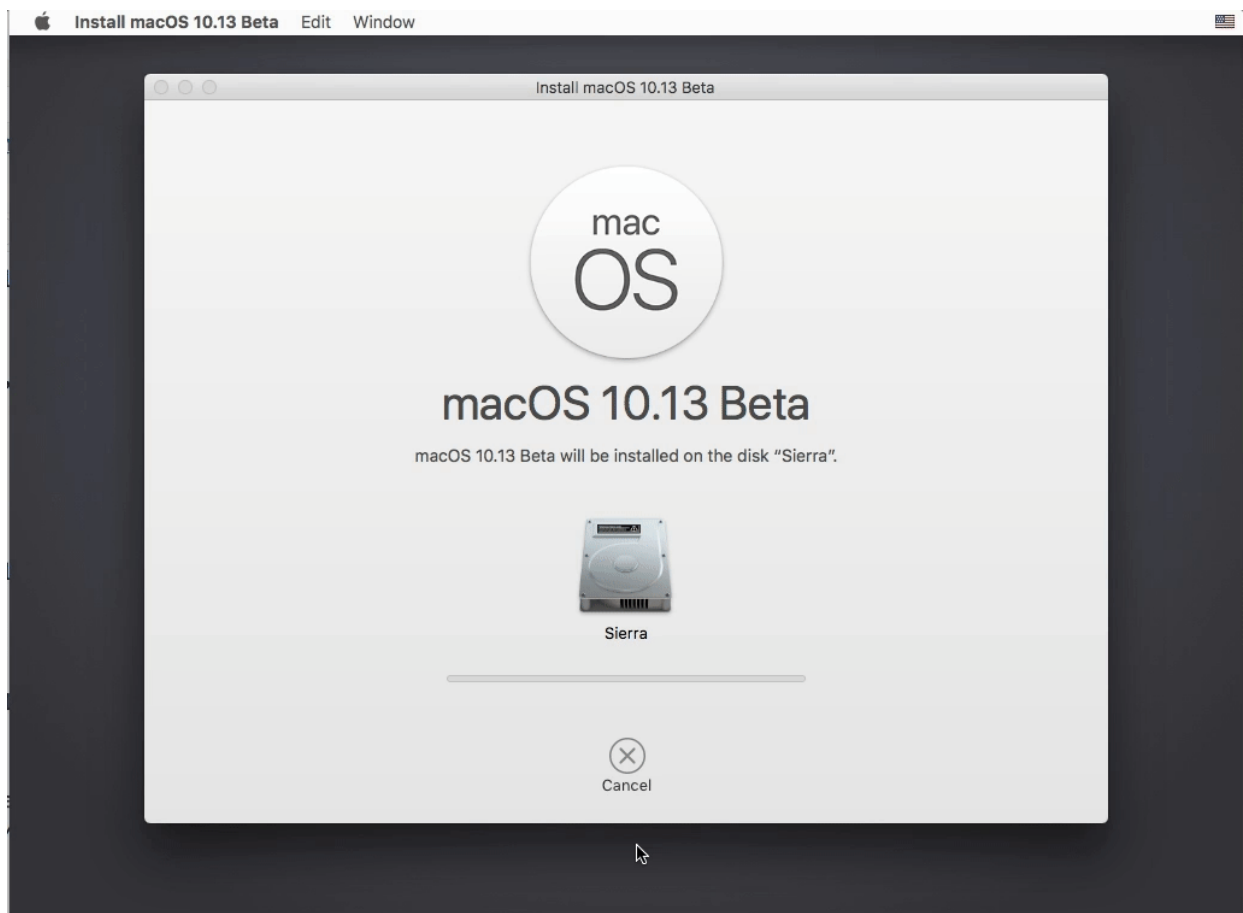 Install macOS 10.13 Beta Edit Window
Install macOS 10.13 Beta
mac
OS
macOS 10.13 Beta
macOS 10.13 Beta will be installed on the disk “Sierra”.
Sierra
Cancel